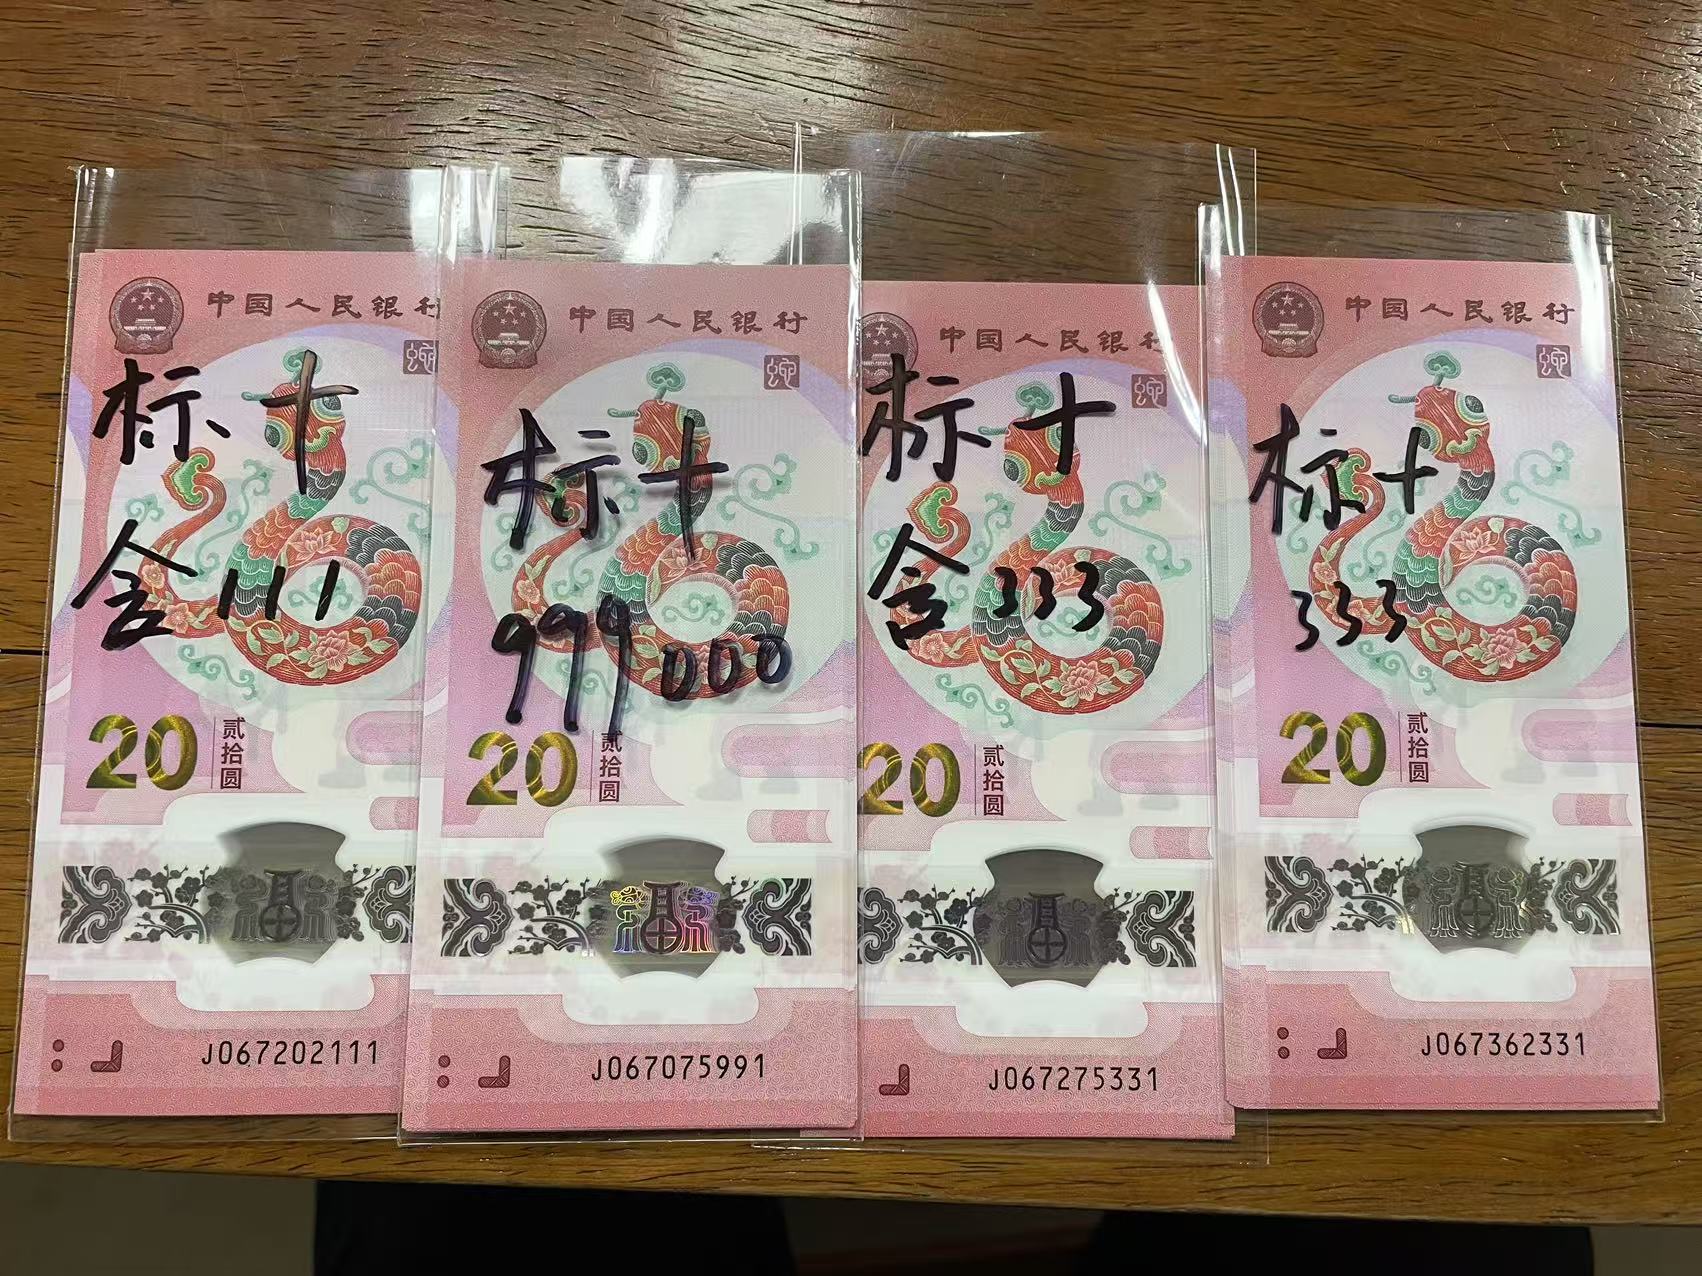 中国人民银行
标十
含111
20
贰拾圆
J067202111
中国人民银行
标十
999000
20
贰拾圆
J067075991
中国人民银行
标十
含333
20
贰拾圆
J067275331
中国人民银行
标十
333
20
贰拾圆
J067362331